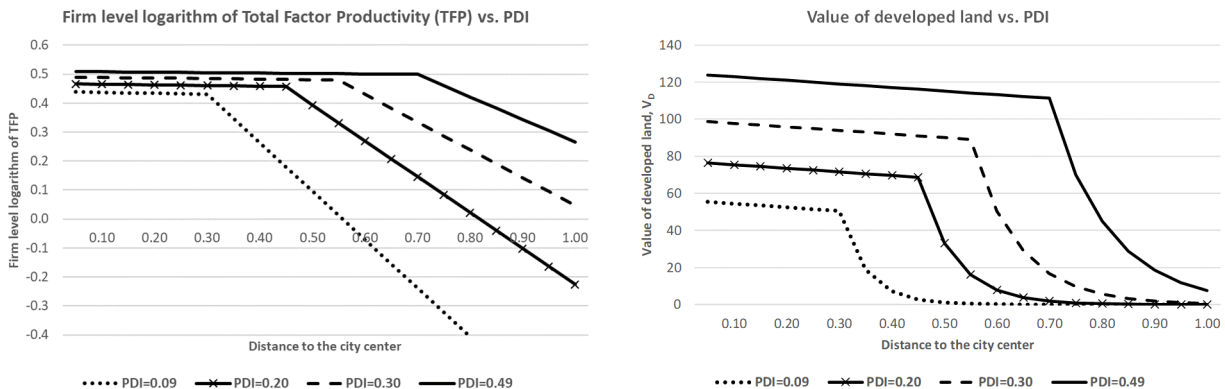 Firm level logarithm of Total Factor Productivity (TFP) vs. PDI
Firm level logarithm of TFP
0.6
0.5
0.4
0.3
0.2
0.1
0.0
-0.1
-0.2
-0.3
-0.4
0.10 0.20 0.30 0.40 0.50 0.60 0.70 0.80 0.90 1.00
Distance to the city center
PDI=0.09 PDI=0.20 PDI=0.30 PDI=0.49
Value of developed land vs. PDI
Value of developed land, V_D
140
120
100
80
60
40
20
0
0.10 0.20 0.30 0.40 0.50 0.60 0.70 0.80 0.90 1.00
Distance to the city center
PDI=0.09 PDI=0.20 PDI=0.30 PDI=0.49